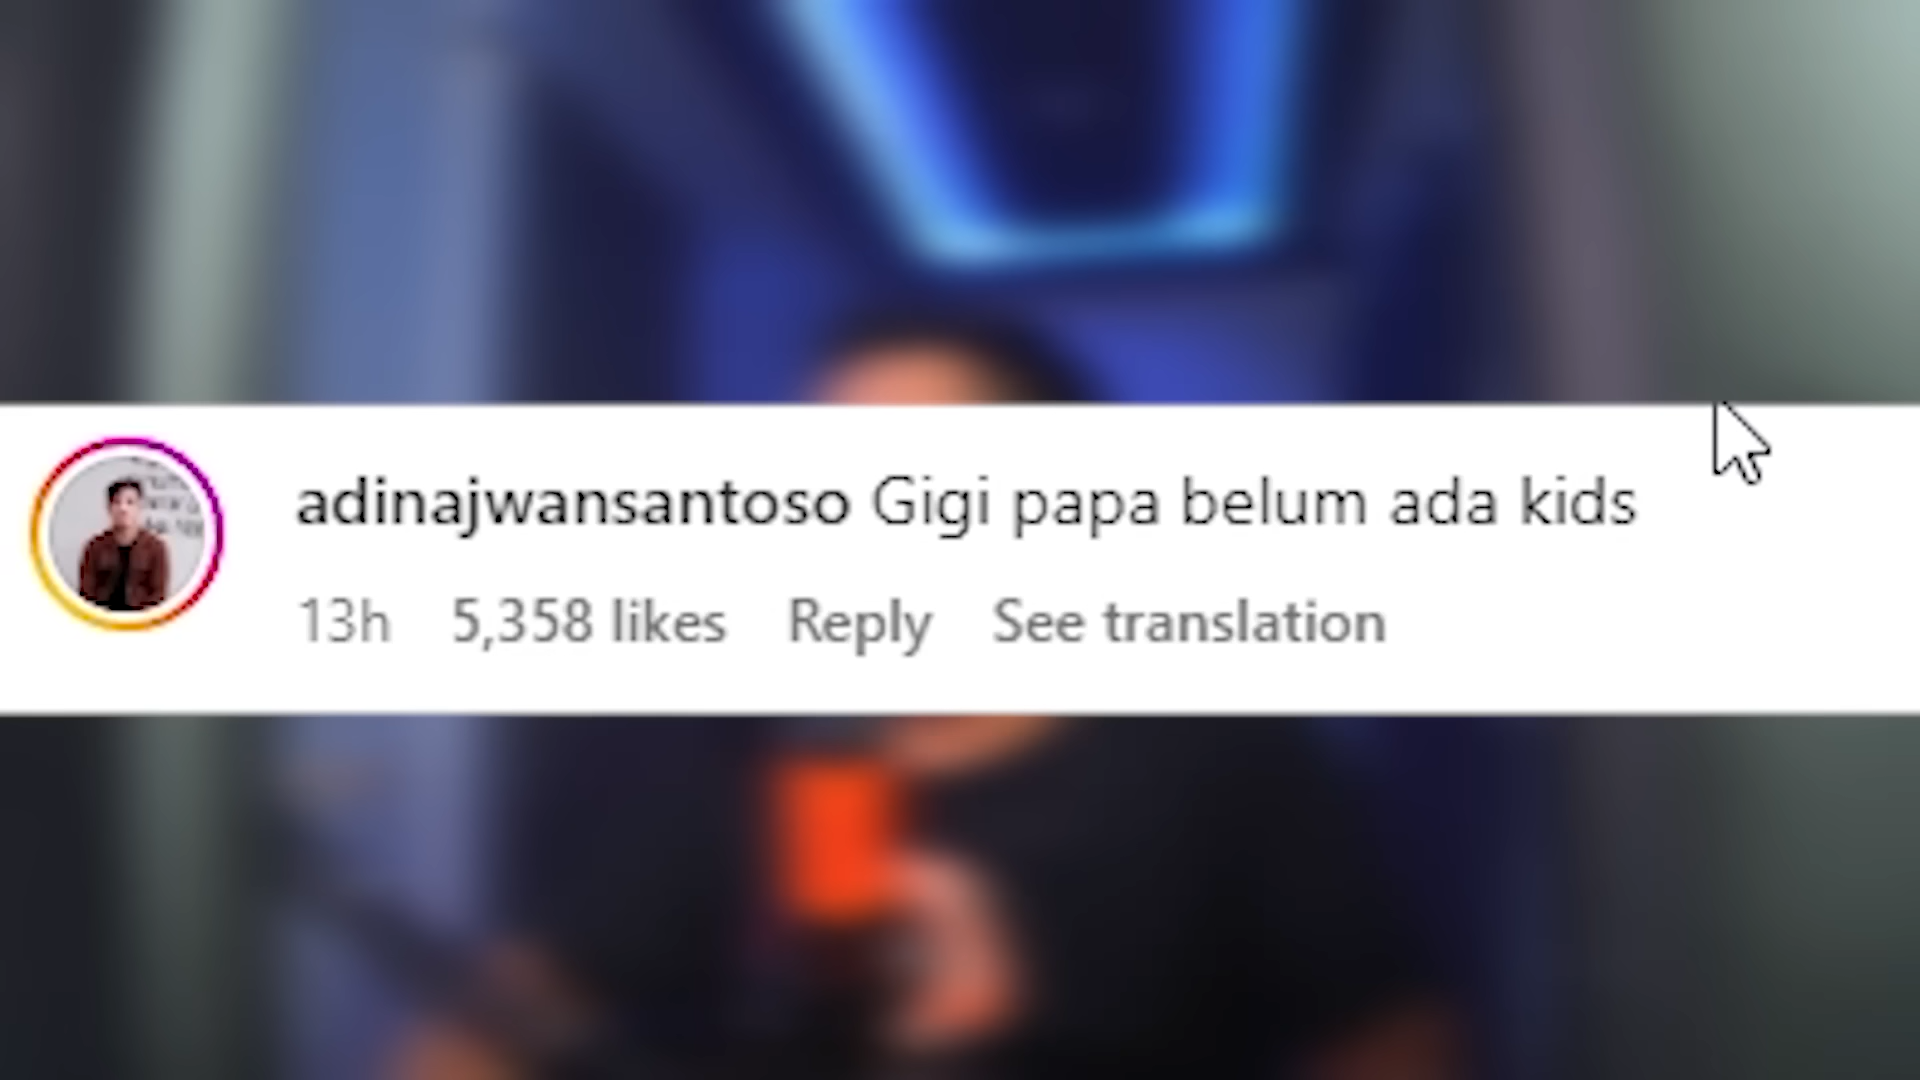 adinajwansantoso Gigi papa belum ada kids
13h 5,358 likes Reply See translation